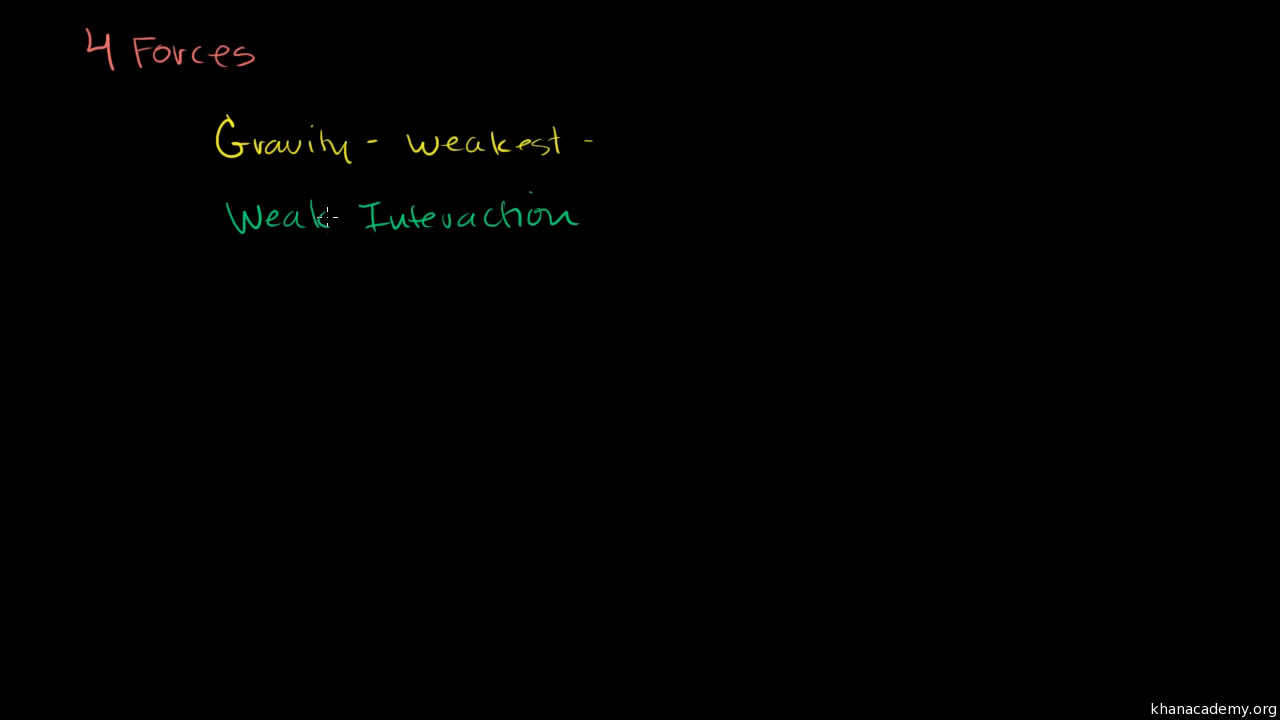 4 Forces
Gravity - weakest -
Weak Interaction
khanacademy.org